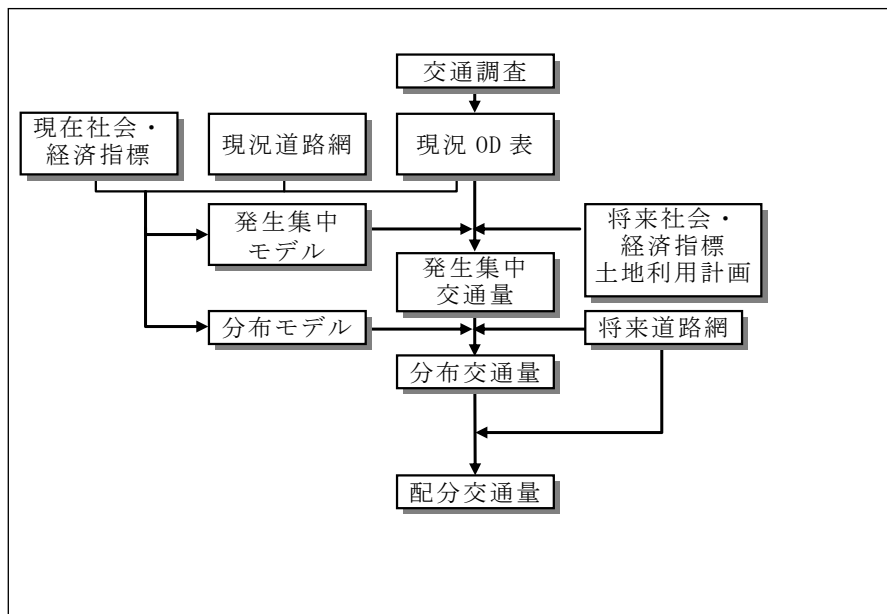 交通調査
現在社会・
経済指標
現況道路網
現況 OD 表
発生集中
モデル
将来社会・
経済指標
土地利用計画
発生集中
交通量
分布モデル
将来道路網
分布交通量
配分交通量